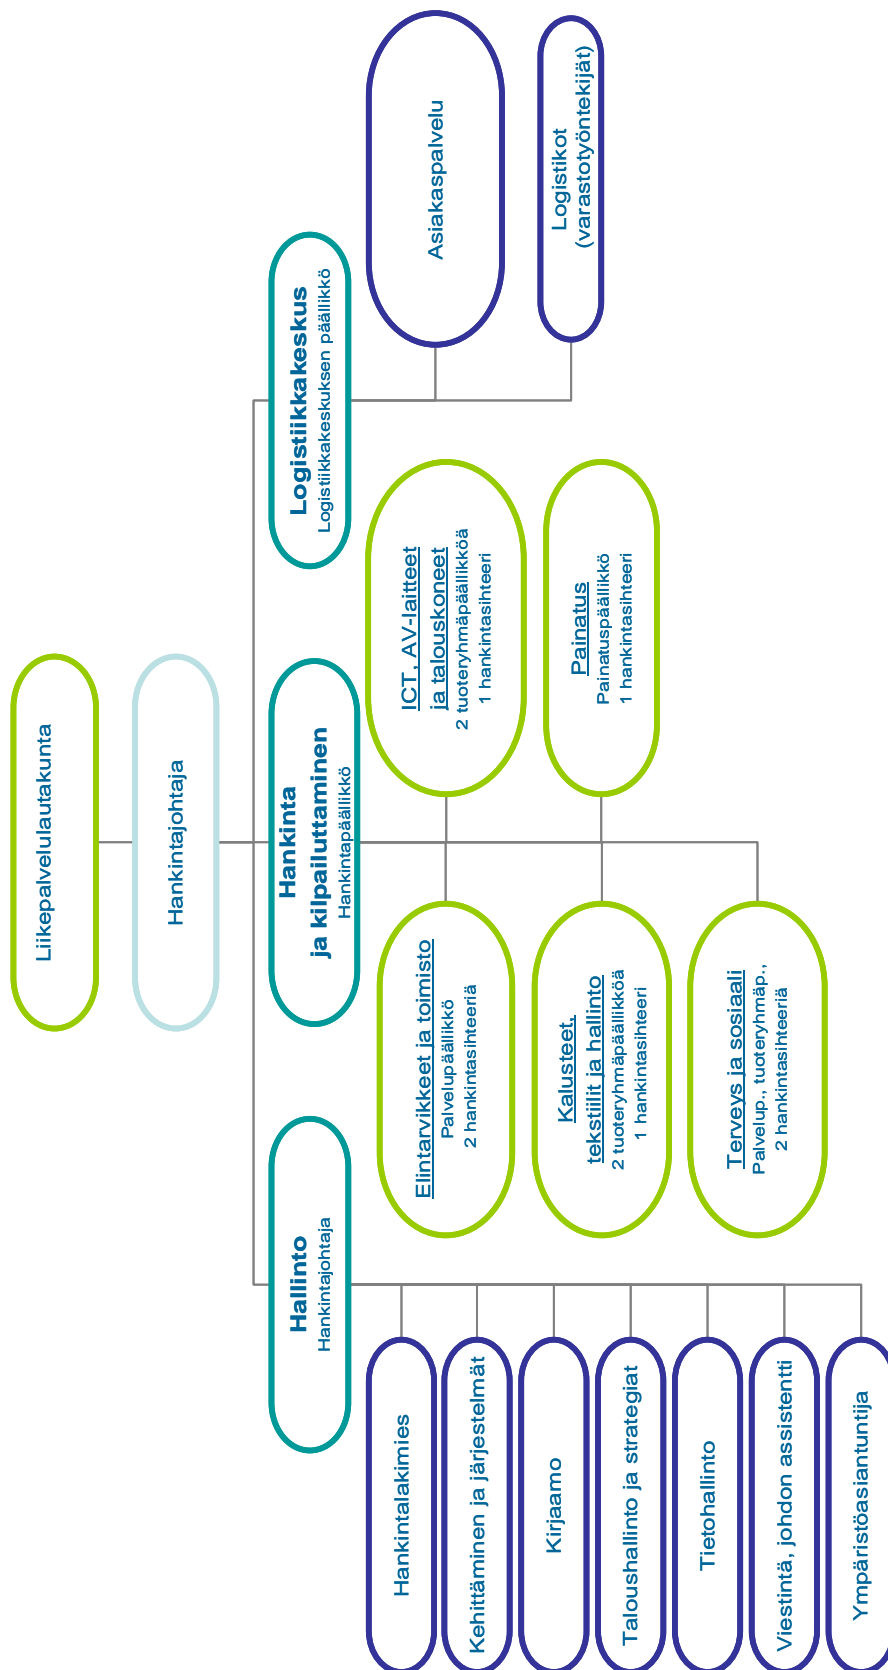 Liikepalvelulautakunta
Hankintajohtaja
Hallinto
Hankintajohtaja
Hankinta
ja kilpailuttaminen
Hankintapäällikkö
Logistiikkakeskus
Logistiikkakeskuksen päällikkö
Hankintalakimies
Kehittäminen ja järjestelmät
Kirjaamo
Taloushallinto ja strategiat
Tietohallinto
Viestintä, johdon assistentti
Ympäristöasiantuntija
Elintarvikkeet ja toimisto
Palvelupäällikkö
2 hankintasihteeriä
Kalusteet,
tekstiilit ja hallinto
2 tuoteryhmäpäällikköä
1 hankintasihteeri
Terveys ja sosiaali
Palvelup., tuoteryhmäp.,
2 hankintasihteeriä
ICT, AV-laitteet
ja talouskoneet
2 tuoteryhmäpäällikköä
1 hankintasihteeri
Painatus
Painatuspäällikkö
1 hankintasihteeri
Asiakaspalvelu
Logistikot
(varastotyöntekijät)